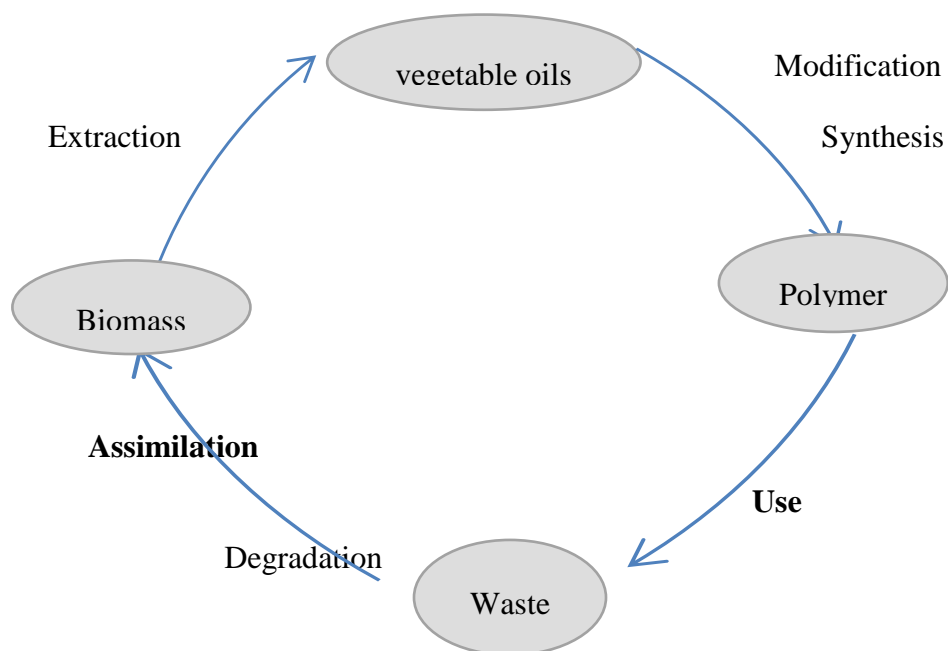 vegetable oils
Modification
Extraction
Synthesis
Polymer
Biomass
Assimilation
Use
Degradation
Waste